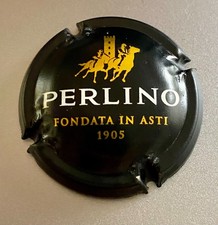 PERLINO
FONDATA IN ASTI
1905